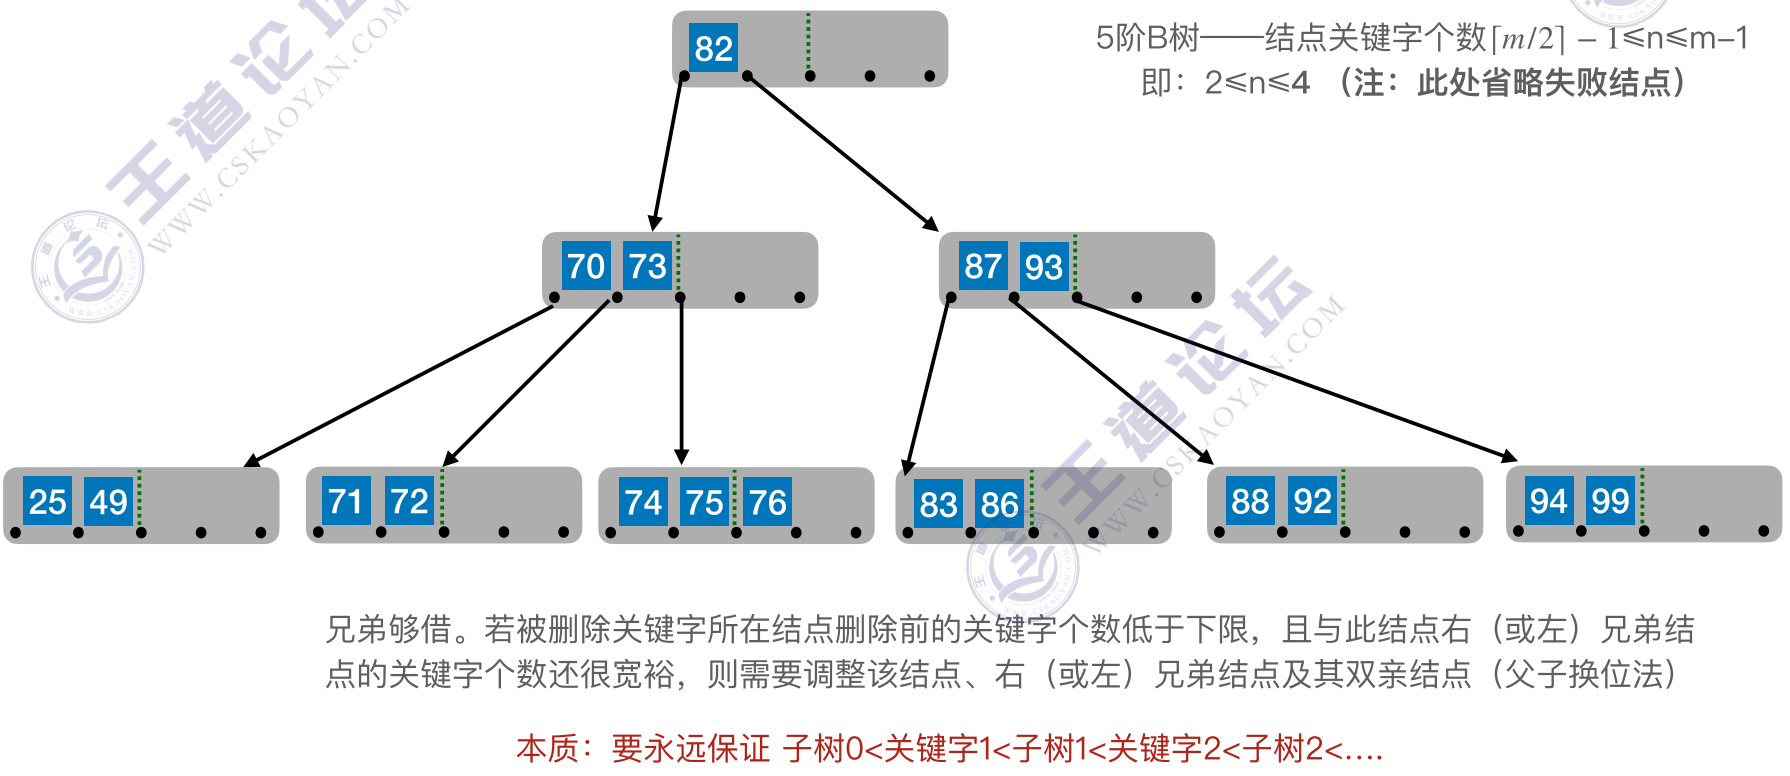 82
5阶B树——结点关键字个数⌈m/2⌉ – 1≤n≤m–1
即：2≤n≤4 （注：此处省略失败结点）
70 73
87 93
25 49
71 72
74 75 76
83 86
88 92
94 99
兄弟够借。若被删除关键字所在结点删除前的关键字个数低于下限，且与此结点右（或左）兄弟结
点的关键字个数还很宽裕，则需要调整该结点、右（或左）兄弟结点及其双亲结点（父子换位法）
本质：要永远保证 子树0<关键字1<子树1<关键字2<子树2<....
王道论坛
WWW.CSKAOYAN.COM
王道论坛
WWW.CSKAOYAN.COM